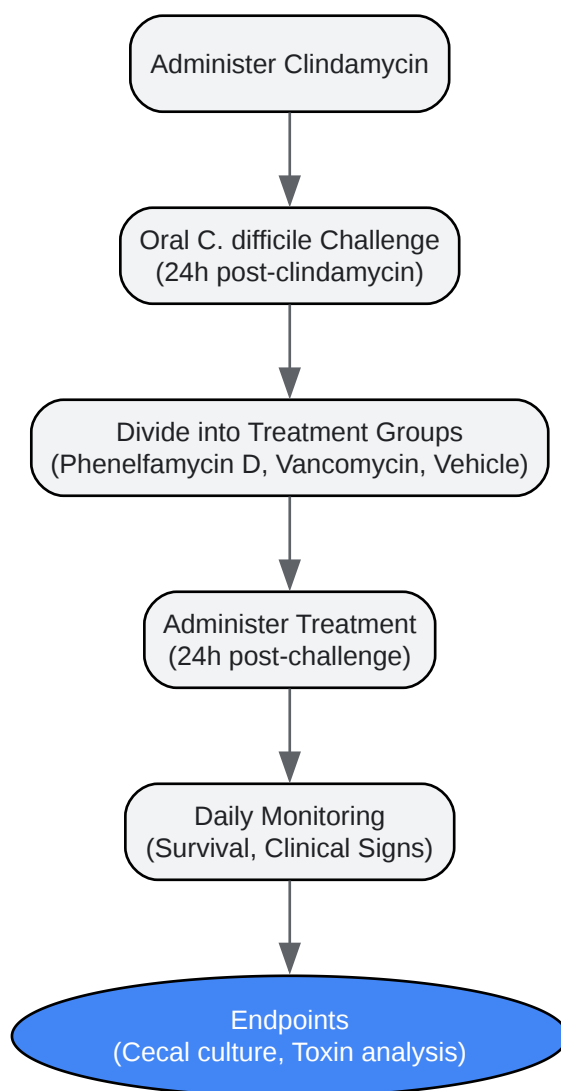 Administer Clindamycin
Oral C. difficile Challenge
(24h post-clindamycin)
Divide into Treatment Groups
(Phenelfamycin D, Vancomycin, Vehicle)
Administer Treatment
(24h post-challenge)
Daily Monitoring
(Survival, Clinical Signs)
Endpoints
(Cecal culture, Toxin analysis)